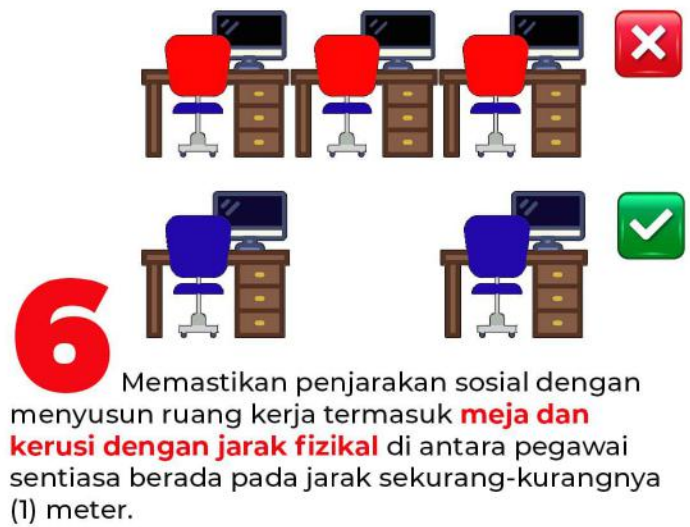 6
Memastikan penjarakan sosial dengan
menyusun ruang kerja termasuk meja dan
kerusi dengan jarak fizikal di antara pegawai
sentiasa berada pada jarak sekurang-kurangnya
(1) meter.